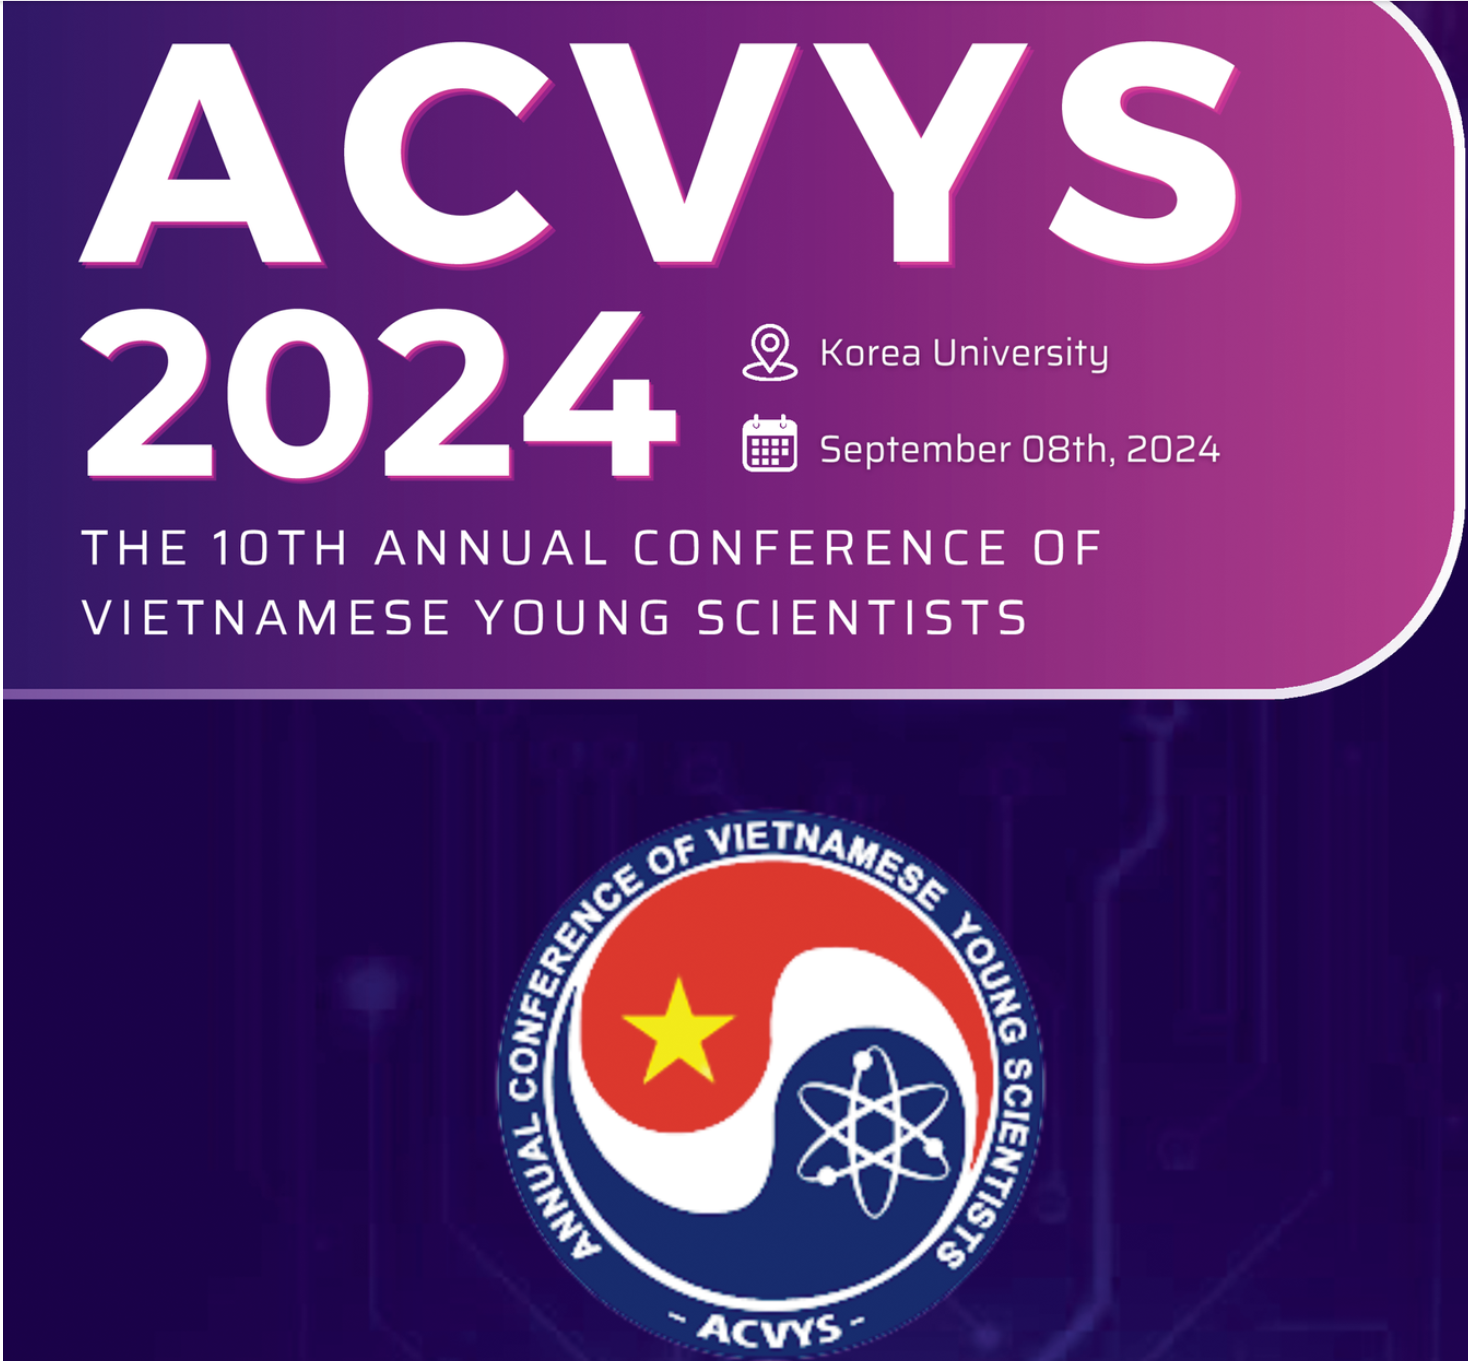 ACVYS
2024
Korea University
September 08th, 2024
THE 10TH ANNUAL CONFERENCE OF
VIETNAMESE YOUNG SCIENTISTS
ANNUAL CONFERENCE OF VIETNAMESE YOUNG SCIENTISTS
- ACVYS -